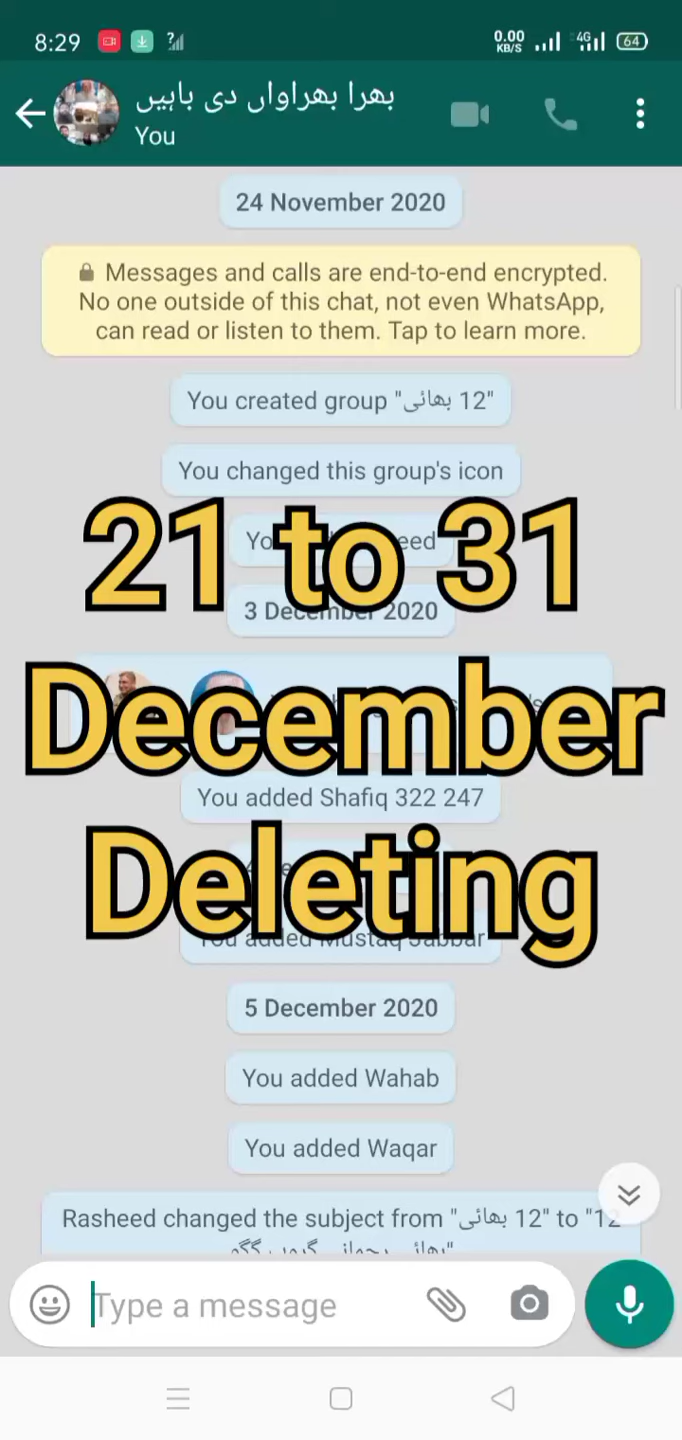 8:29
0.00 KB/S
4G
64
بھرا بھراواں دی باہیں
You
24 November 2020
Messages and calls are end-to-end encrypted.
No one outside of this chat, not even WhatsApp,
can read or listen to them. Tap to learn more.
You created group "12 بھائی"
You changed this group's icon
21 to 31
3 December 2020
December
You added Shafiq 322 247
Deleting
You added Mustaq Jabbar
5 December 2020
You added Wahab
You added Waqar
Rasheed changed the subject from "12 بھائی" to "12
Type a message